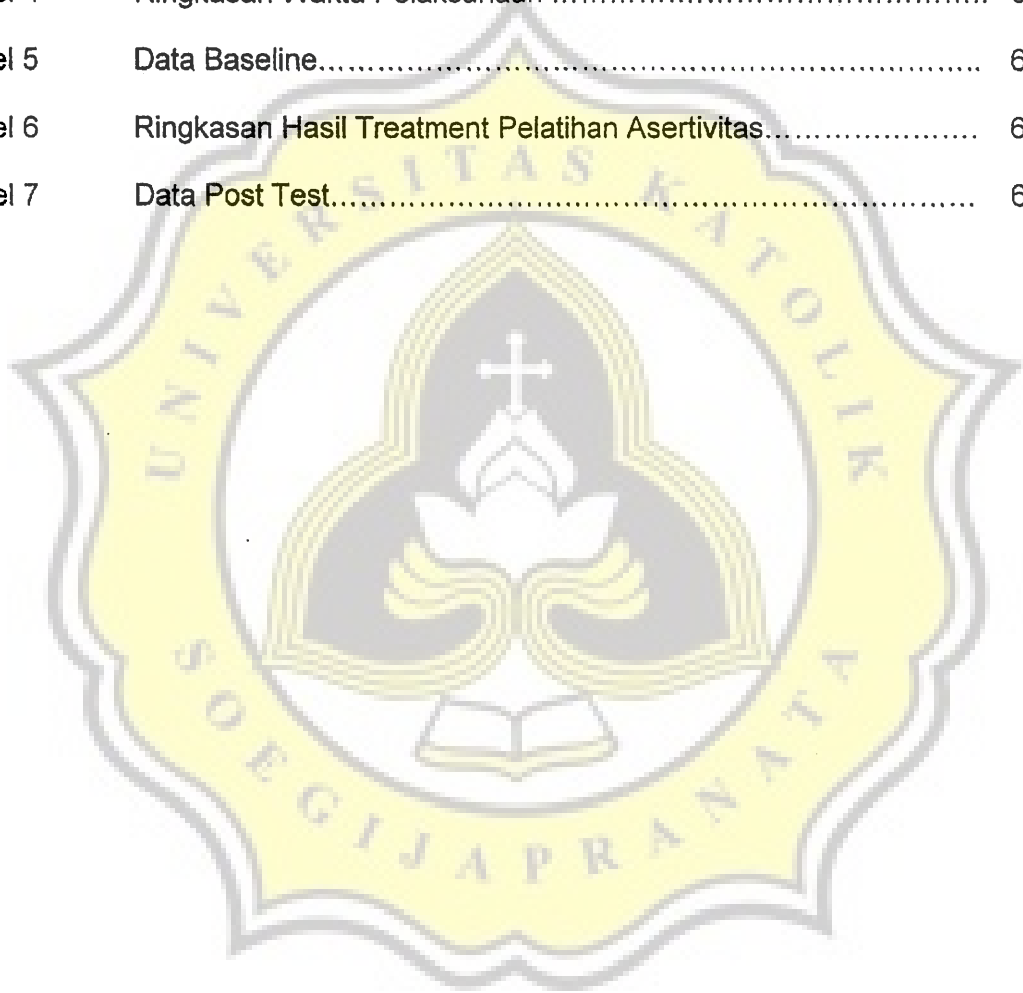 el 5 Data Baseline.......................................................................... 6
el 6 Ringkasan Hasil Treatment Pelatihan Asertivitas..................... 6
el 7 Data Post Test....................................................................... 6
UNIVERSITAS KATOLIK
SOEGIJAPRANATA